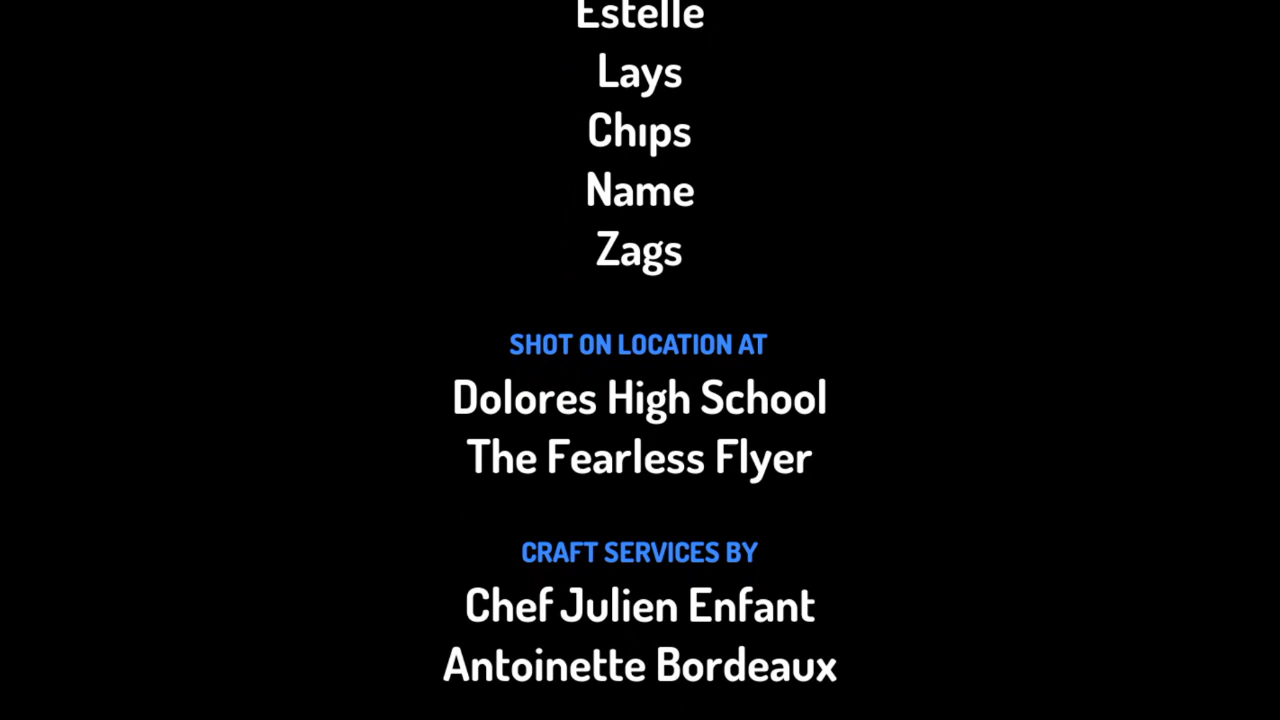 Estelle
Lays
Chips
Name
Zags
SHOT ON LOCATION AT
Dolores High School
The Fearless Flyer
CRAFT SERVICES BY
Chef Julien Enfant
Antoinette Bordeaux